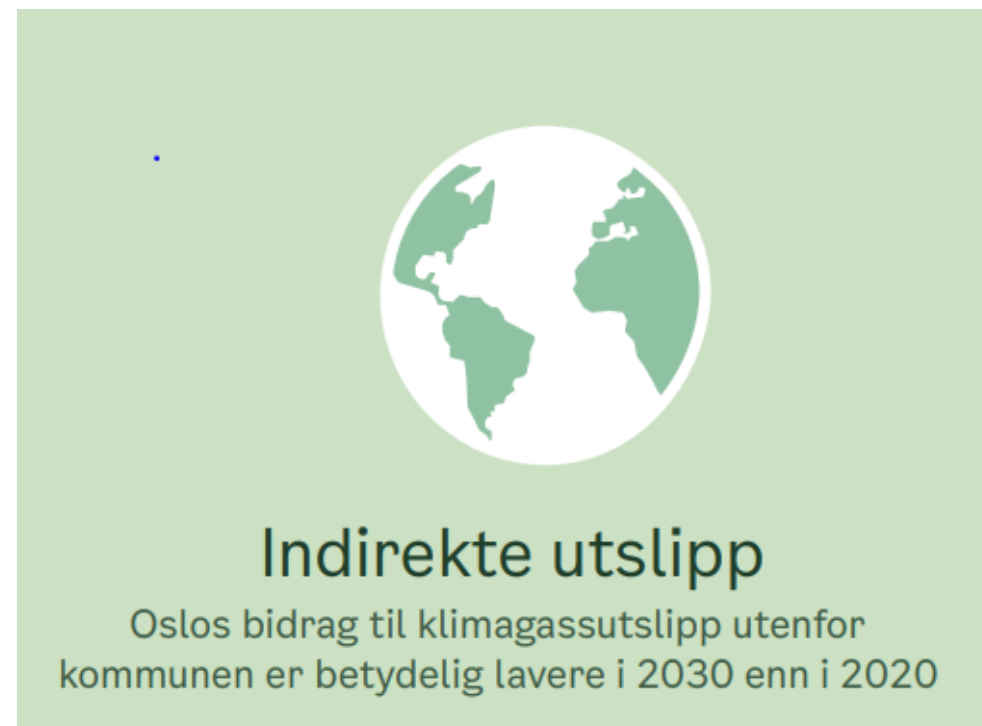 Indirekte utslipp
Oslos bidrag til klimagassutslipp utenfor
kommunen er betydelig lavere i 2030 enn i 2020